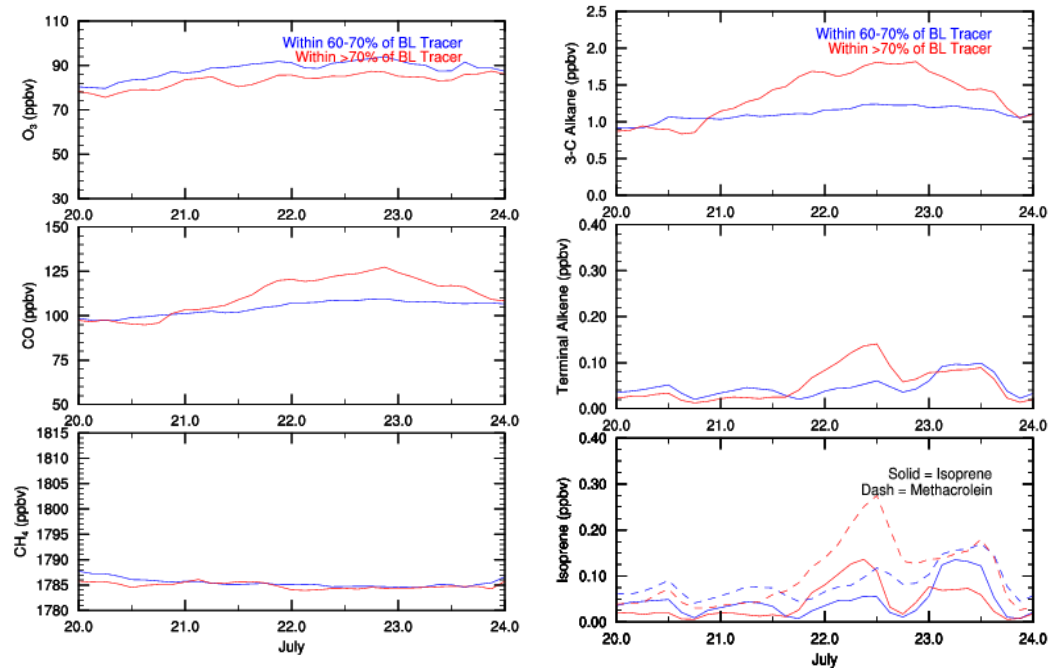 110
90
70
50
30
O₃ (ppbv)
Within 60-70% of BL Tracer
Within >70% of BL Tracer
20.0 21.0 22.0 23.0 24.0
150
125
100
75
50
CO (ppbv)
20.0 21.0 22.0 23.0 24.0
1815
1810
1805
1800
1795
1790
1785
1780
CH₄ (ppbv)
20.0 21.0 22.0 23.0 24.0
July
2.5
2.0
1.5
1.0
0.5
0.0
3-C Alkane (ppbv)
Within 60-70% of BL Tracer
Within >70% of BL Tracer
20.0 21.0 22.0 23.0 24.0
0.40
0.30
0.20
0.10
0.00
Terminal Alkene (ppbv)
20.0 21.0 22.0 23.0 24.0
0.40
0.30
0.20
0.10
0.00
Isoprene (ppbv)
Solid = Isoprene
Dash = Methacrolein
20.0 21.0 22.0 23.0 24.0
July